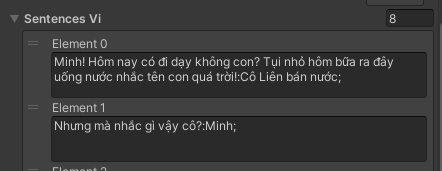 Sentences Vi
8
Element 0
Minh! Hôm nay có đi dạy không con? Tụi nhỏ hôm bữa ra đây
uống nước nhắc tên con quá trời!:Cô Liên bán nước;
Element 1
Nhưng mà nhắc gì vậy cô?:Minh;
Element 2